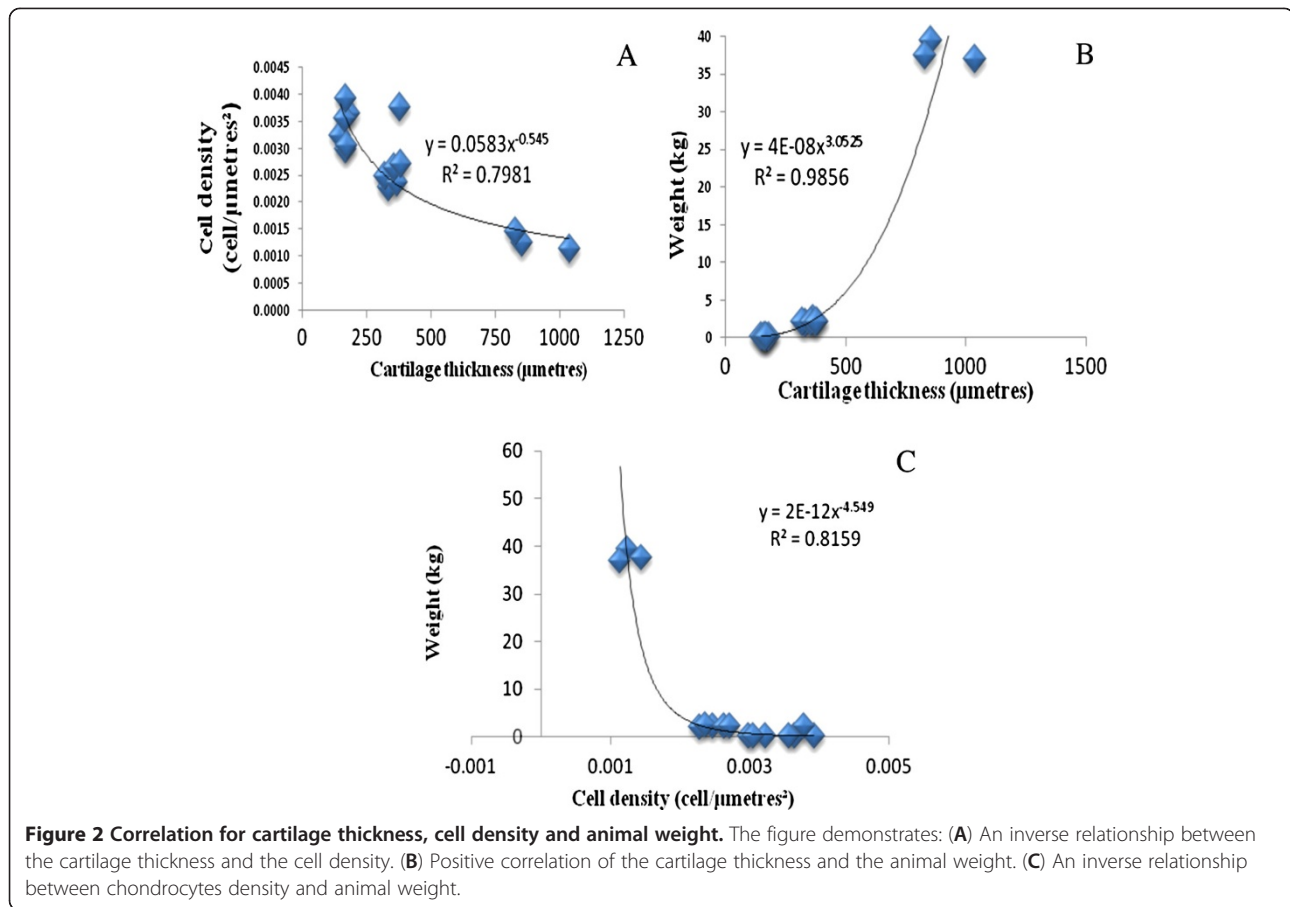 A
0.0045
0.0040
0.0035
0.0030
0.0025
0.0020
0.0015
0.0010
0.0005
0.0000
Cell density
(cell/µmetres²)
y = 0.0583x^-0.545
R² = 0.7981
0 250 500 750 1000 1250
Cartilage thickness (µmetres)
B
40
35
30
25
20
15
10
5
0
Weight (kg)
y = 4E-08x^3.0525
R² = 0.9856
0 500 1000 1500
Cartilage thickness (µmetres)
C
60
50
40
30
20
10
0
Weight (kg)
y = 2E-12x^-4.549
R² = 0.8159
-0.001 0.001 0.003 0.005
Cell density (cell/µmetres²)
Figure 2 Correlation for cartilage thickness, cell density and animal weight. The figure demonstrates: (A) An inverse relationship between
the cartilage thickness and the cell density. (B) Positive correlation of the cartilage thickness and the animal weight. (C) An inverse relationship
between chondrocytes density and animal weight.